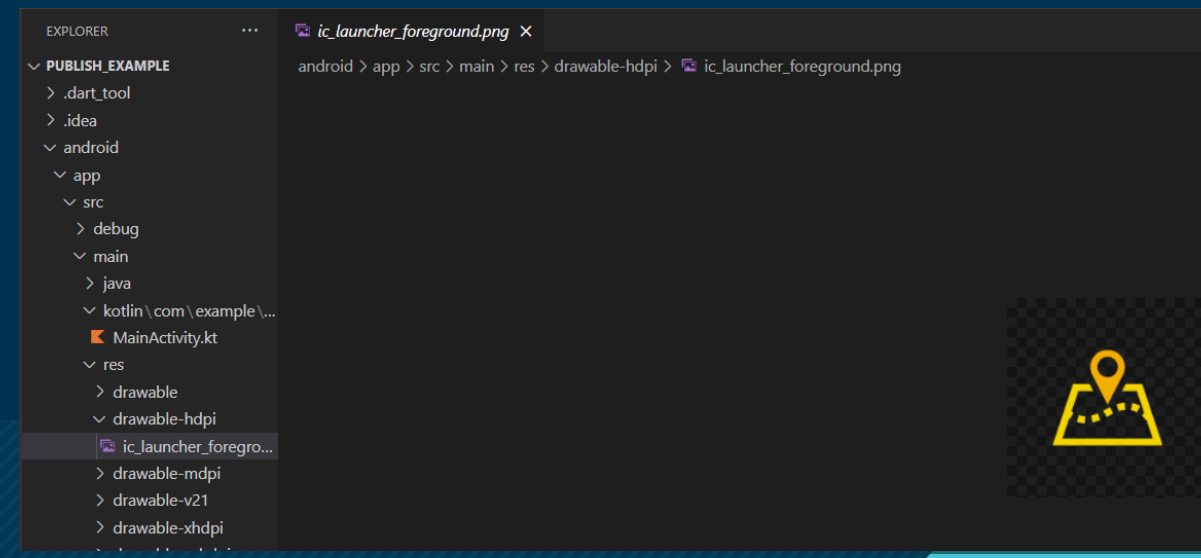 EXPLORER ···
ic_launcher_foreground.png ×
PUBLISH_EXAMPLE
android > app > src > main > res > drawable-hdpi > ic_launcher_foreground.png
> .dart_tool
> .idea
android
app
src
> debug
main
> java
kotlin\com\example\...
MainActivity.kt
res
> drawable
drawable-hdpi
ic_launcher_foregro...
> drawable-mdpi
> drawable-v21
> drawable-xhdpi